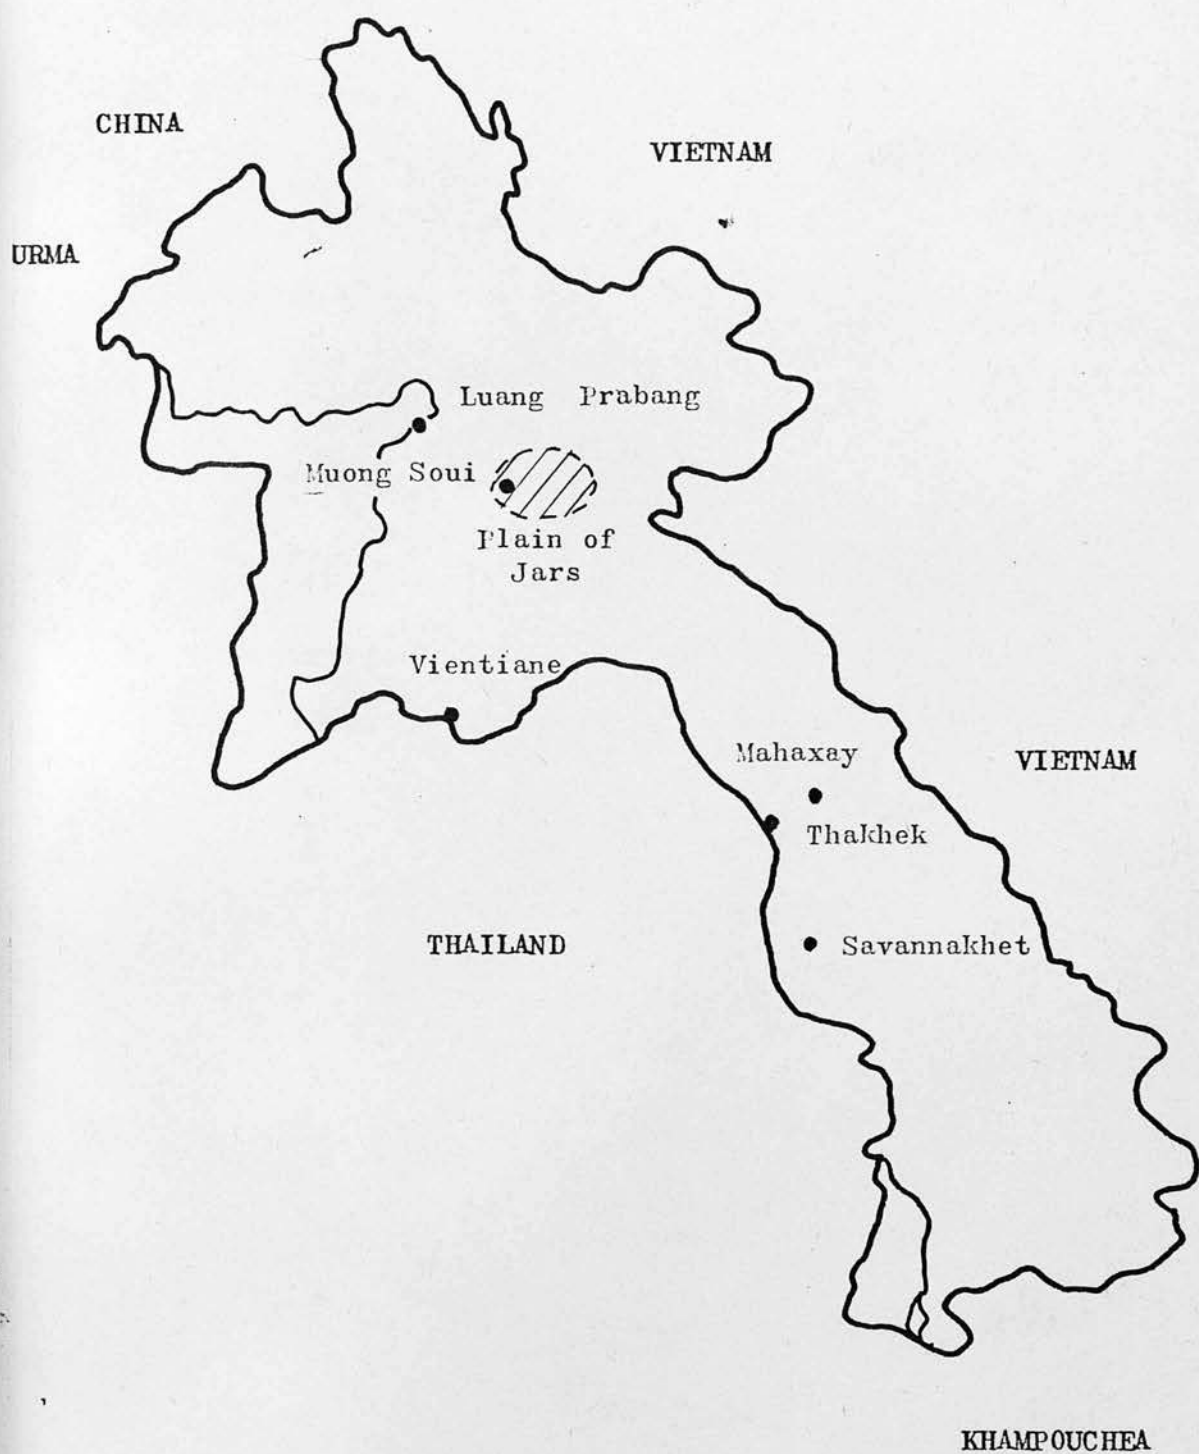 CHINA
VIETNAM
URMA
Luang Prabang
Muong Soui
Plain of
Jars
Vientiane
Mahaxay
VIETNAM
Thakhek
THAILAND
Savannakhet
KHAMPOUCHEA